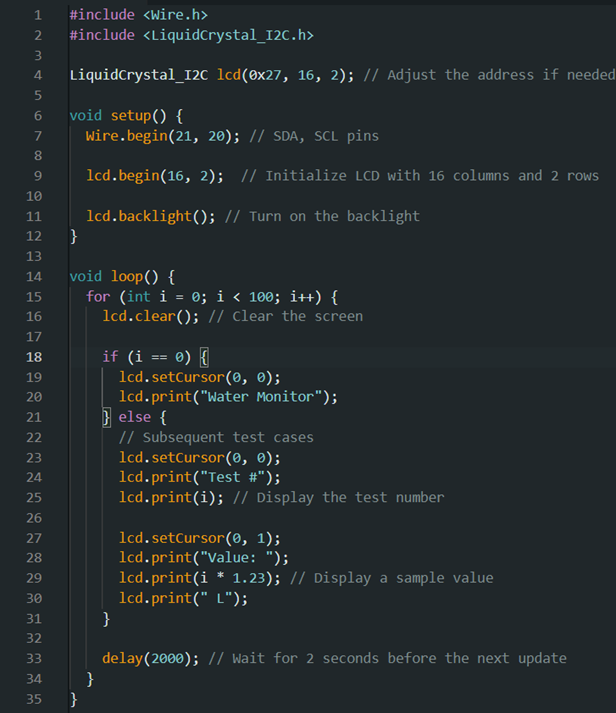 1 #include <Wire.h>
2 #include <LiquidCrystal_I2C.h>
3
4 LiquidCrystal_I2C lcd(0x27, 16, 2); // Adjust the address if needed
5
6 void setup() {
7   Wire.begin(21, 20); // SDA, SCL pins
8
9   lcd.begin(16, 2);  // Initialize LCD with 16 columns and 2 rows
10
11   lcd.backlight(); // Turn on the backlight
12 }
13
14 void loop() {
15   for (int i = 0; i < 100; i++) {
16     lcd.clear(); // Clear the screen
17
18     if (i == 0) {
19       lcd.setCursor(0, 0);
20       lcd.print("Water Monitor");
21     } else {
22       // Subsequent test cases
23       lcd.setCursor(0, 0);
24       lcd.print("Test #");
25       lcd.print(i); // Display the test number
26
27       lcd.setCursor(0, 1);
28       lcd.print("Value: ");
29       lcd.print(i * 1.23); // Display a sample value
30       lcd.print(" L");
31     }
32
33     delay(2000); // Wait for 2 seconds before the next update
34   }
35 }